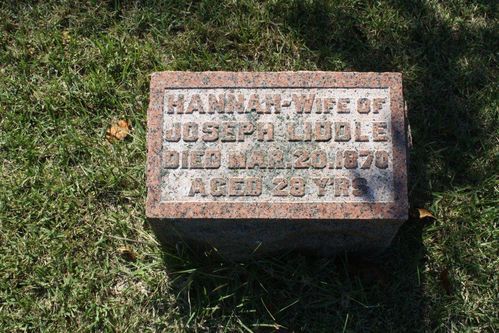 HANNAH-WIFE OF
JOSEPH LIDDLE
DIED MAR. 20, 1870
AGED 28 YRS